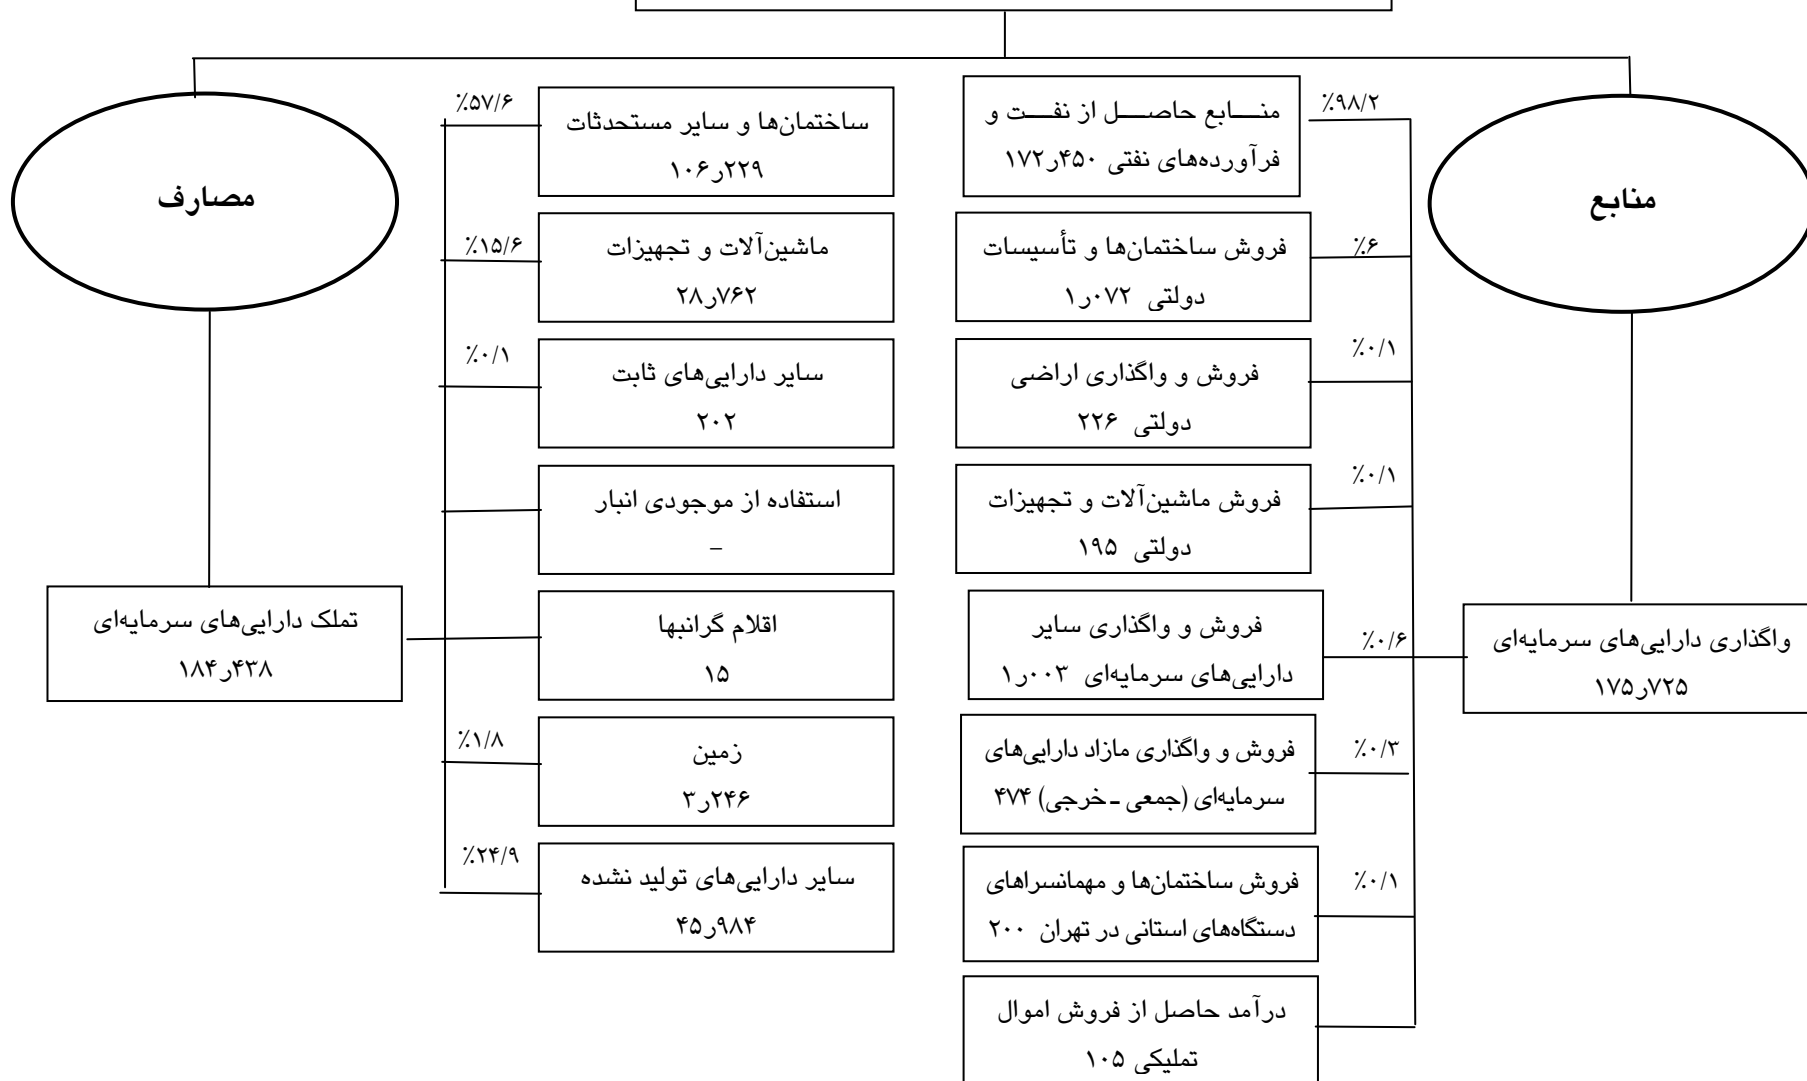 منابع
واگذاری دارایی‌های سرمایه‌ای
۱۷۵٫۷۲۵
٪۹۸/۲
منابع حاصل از نفت و
فرآورده‌های نفتی ۱۷۲٫۴۵۰
٪۶
فروش ساختمان‌ها و تأسیسات
دولتی ۱٫۰۷۲
٪۰/۱
فروش و واگذاری اراضی
دولتی ۲۲۶
٪۰/۱
فروش ماشین‌آلات و تجهیزات
دولتی ۱۹۵
٪۰/۶
فروش و واگذاری سایر
دارایی‌های سرمایه‌ای ۱٫۰۰۳
٪۰/۳
فروش و واگذاری مازاد دارایی‌های
سرمایه‌ای (جمعی - خرجی) ۴۷۴
٪۰/۱
فروش ساختمان‌ها و مهمانسراهای
دستگاه‌های استانی در تهران ۲۰۰
درآمد حاصل از فروش اموال
تملیکی ۱۰۵
مصارف
تملک دارایی‌های سرمایه‌ای
۱۸۴٫۴۳۸
٪۵۷/۶
ساختمان‌ها و سایر مستحدثات
۱۰۶٫۲۲۹
٪۱۵/۶
ماشین‌آلات و تجهیزات
۲۸٫۷۶۲
٪۰/۱
سایر دارایی‌های ثابت
۲۰۲
استفاده از موجودی انبار
–
اقلام گرانبها
۱۵
٪۱/۸
زمین
۳٫۲۴۶
٪۲۴/۹
سایر دارایی‌های تولید نشده
۴۵٫۹۸۴